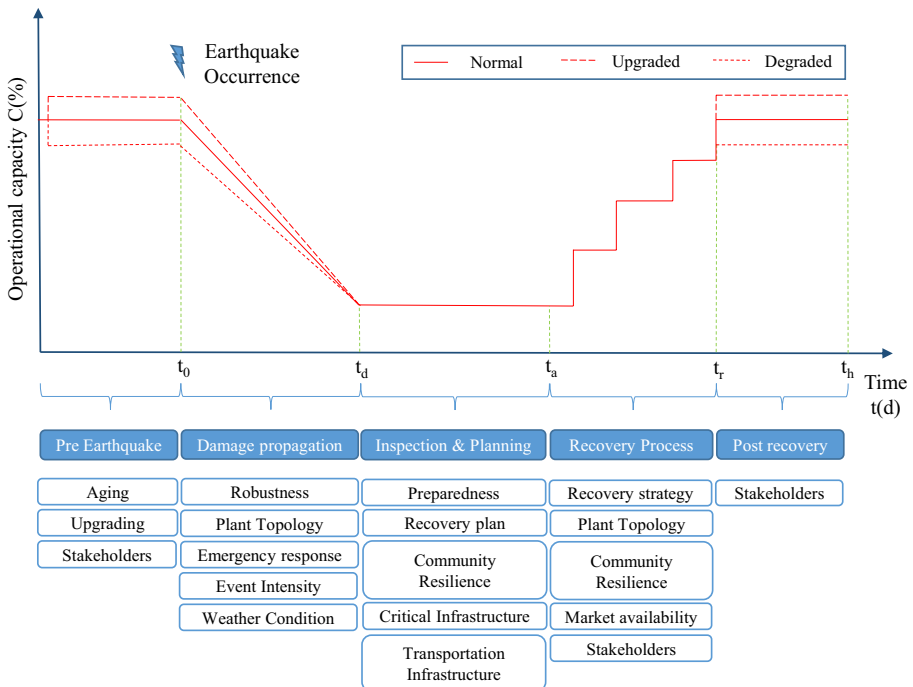 Earthquake
Occurrence
Normal
Upgraded
Degraded
Operational capacity C(%)
t0
td
ta
tr
th
Time
t(d)
Pre Earthquake
Damage propagation
Inspection & Planning
Recovery Process
Post recovery
Aging
Upgrading
Stakeholders
Robustness
Plant Topology
Emergency response
Event Intensity
Weather Condition
Preparedness
Recovery plan
Community
Resilience
Critical Infrastructure
Transportation
Infrastructure
Recovery strategy
Plant Topology
Community
Resilience
Market availability
Stakeholders
Stakeholders